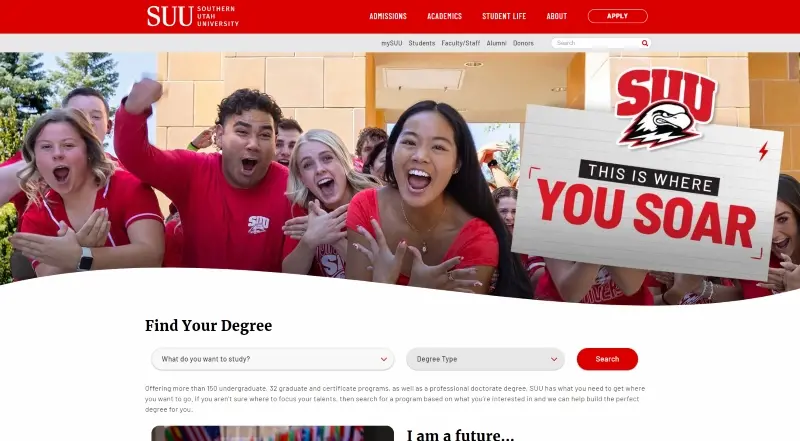 SUU SOUTHERN
UTAH
UNIVERSITY
ADMISSIONS ACADEMICS STUDENT LIFE ABOUT APPLY
mySUU Students Faculty/Staff Alumni Donors Search
SUU
THIS IS WHERE
YOU SOAR
SUU
Find Your Degree
What do you want to study? Degree Type Search
Offering more than 150 undergraduate, 32 graduate and certificate programs, as well as a professional doctorate degree, SUU has what you need to get where
you want to go. If you aren't sure where to focus your talents, then search for a program based on what you're interested in and we can help build the perfect
degree for you.
I am a future...